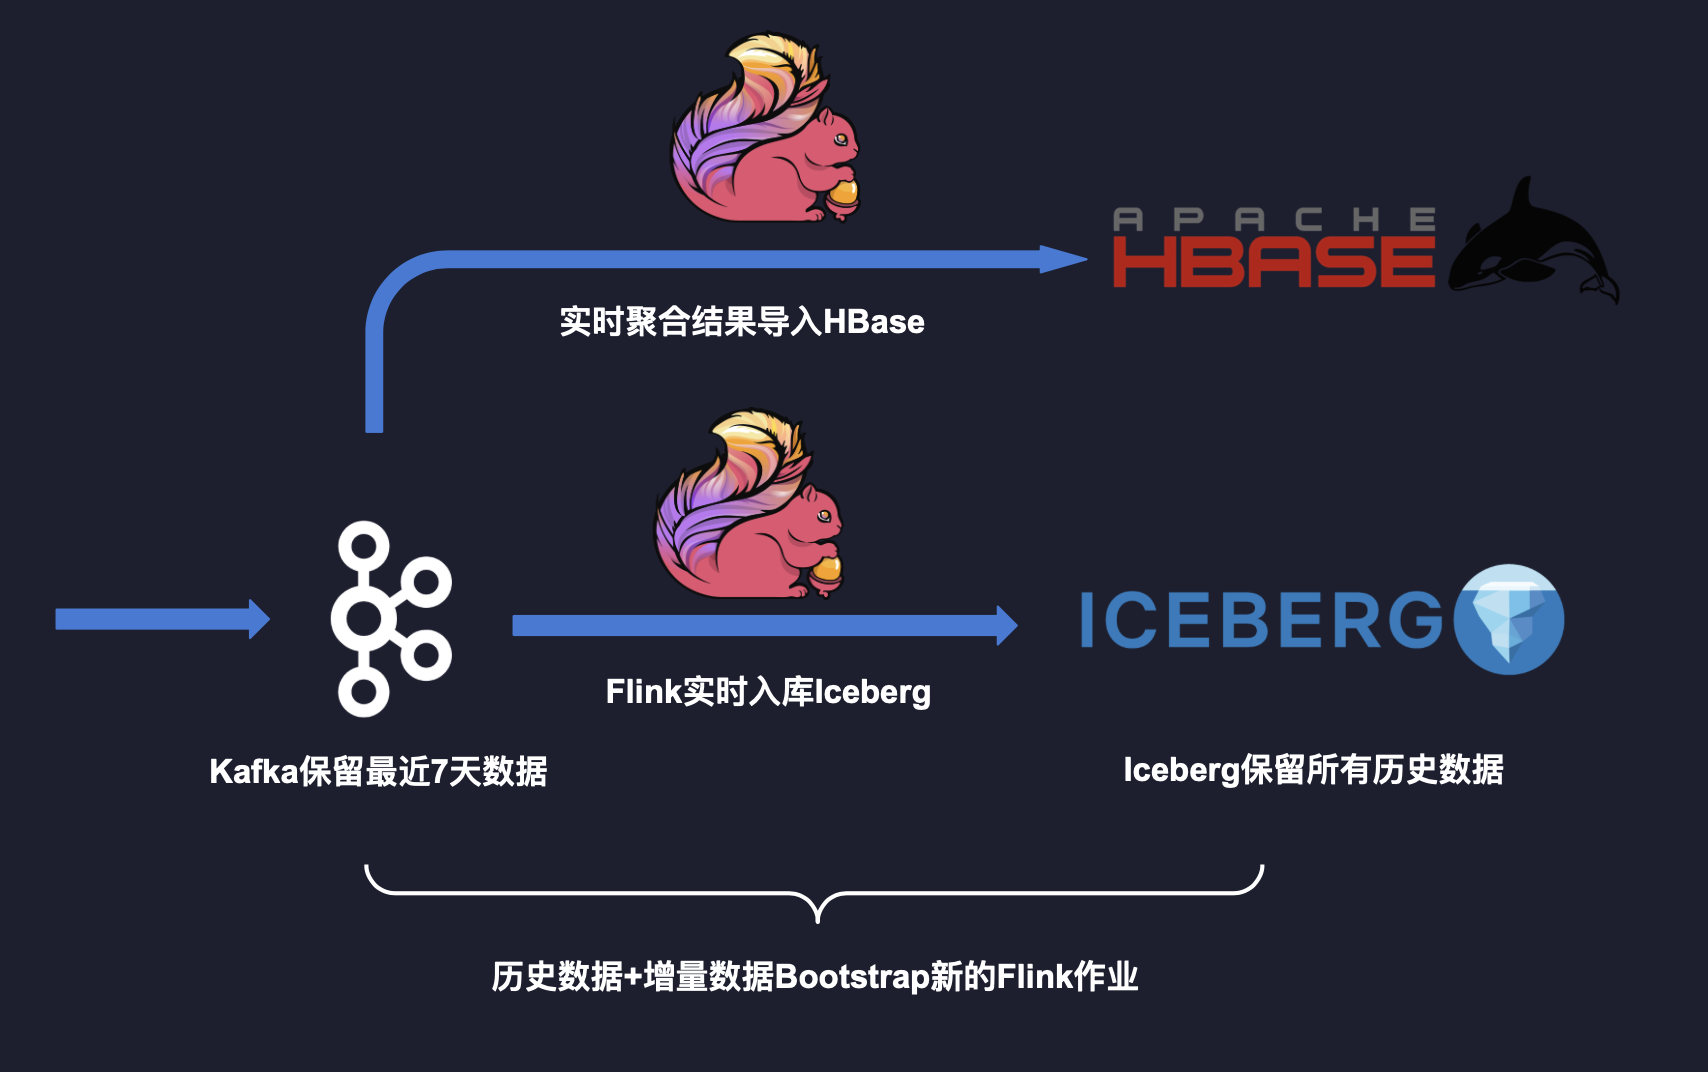 APACHE
HBASE
实时聚合结果导入HBase
ICEBERG
Flink实时入库Iceberg
Kafka保留最近7天数据
Iceberg保留所有历史数据
历史数据+增量数据Bootstrap新的Flink作业